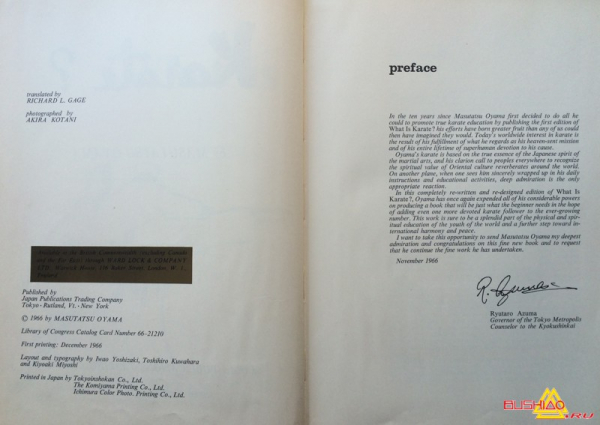 translated by
RICHARD L. GAGE
photographed by
AKIRA KOTANI
Published by
Japan Publications Trading Company
Tokyo - Rutland, Vt. - New York
© 1966 by MASUTATSU OYAMA
Library of Congress Catalog Card Number 66-21210
First printing: December 1966
Layout and typography by Iwao Yoshizaki, Toshihiro Kuwahara
and Kiyoaki Miyashi
Printed in Japan by Tokyoinshokan Co., Ltd.
The Komiyama Printing Co., Ltd.
Ichimura Color Photo. Printing Co., Ltd.
preface
In the ten years since Masutatsu Oyama first decided to do all he
could to promote true karate education by publishing the first edition of
What Is Karate? his efforts have born greater fruit than any of us could
then have imagined they would. Today's worldwide interest in karate is
the result of his fulfillment of what he regards as his heaven-sent mission
and of his entire lifetime of superhuman devotion to his cause.
Oyama's karate is based on the true essence of the Japanese spirit of
the martial arts, and his clarion call to peoples everywhere to recognize
the spiritual value of Oriental culture reverberates around the world.
On another plane, when one sees him sincerely wrapped up in his daily
instructions and educational activities, deep admiration is the only
appropriate reaction.
In this completely re-written and re-designed edition of What Is
Karate?, Oyama has once again expended all of his considerable powers
on producing a book that will be just what the beginner needs in the hope
of adding even one more devoted karate follower to the ever-growing
number. This work is sure to be a splendid part of the physical and spir-
itual education of the youth of the world and a further step toward in-
ternational harmony and peace.
I want to take this opportunity to send Masutatsu Oyama my deepest
admiration and congratulations on this fine new book and to request
that he continue the fine work he has undertaken.
November 1966
Ryutaro Azuma
Governor of the Tokyo Metropolis
Counselor to the Kyokushinkai
BUSHIDO
.RU